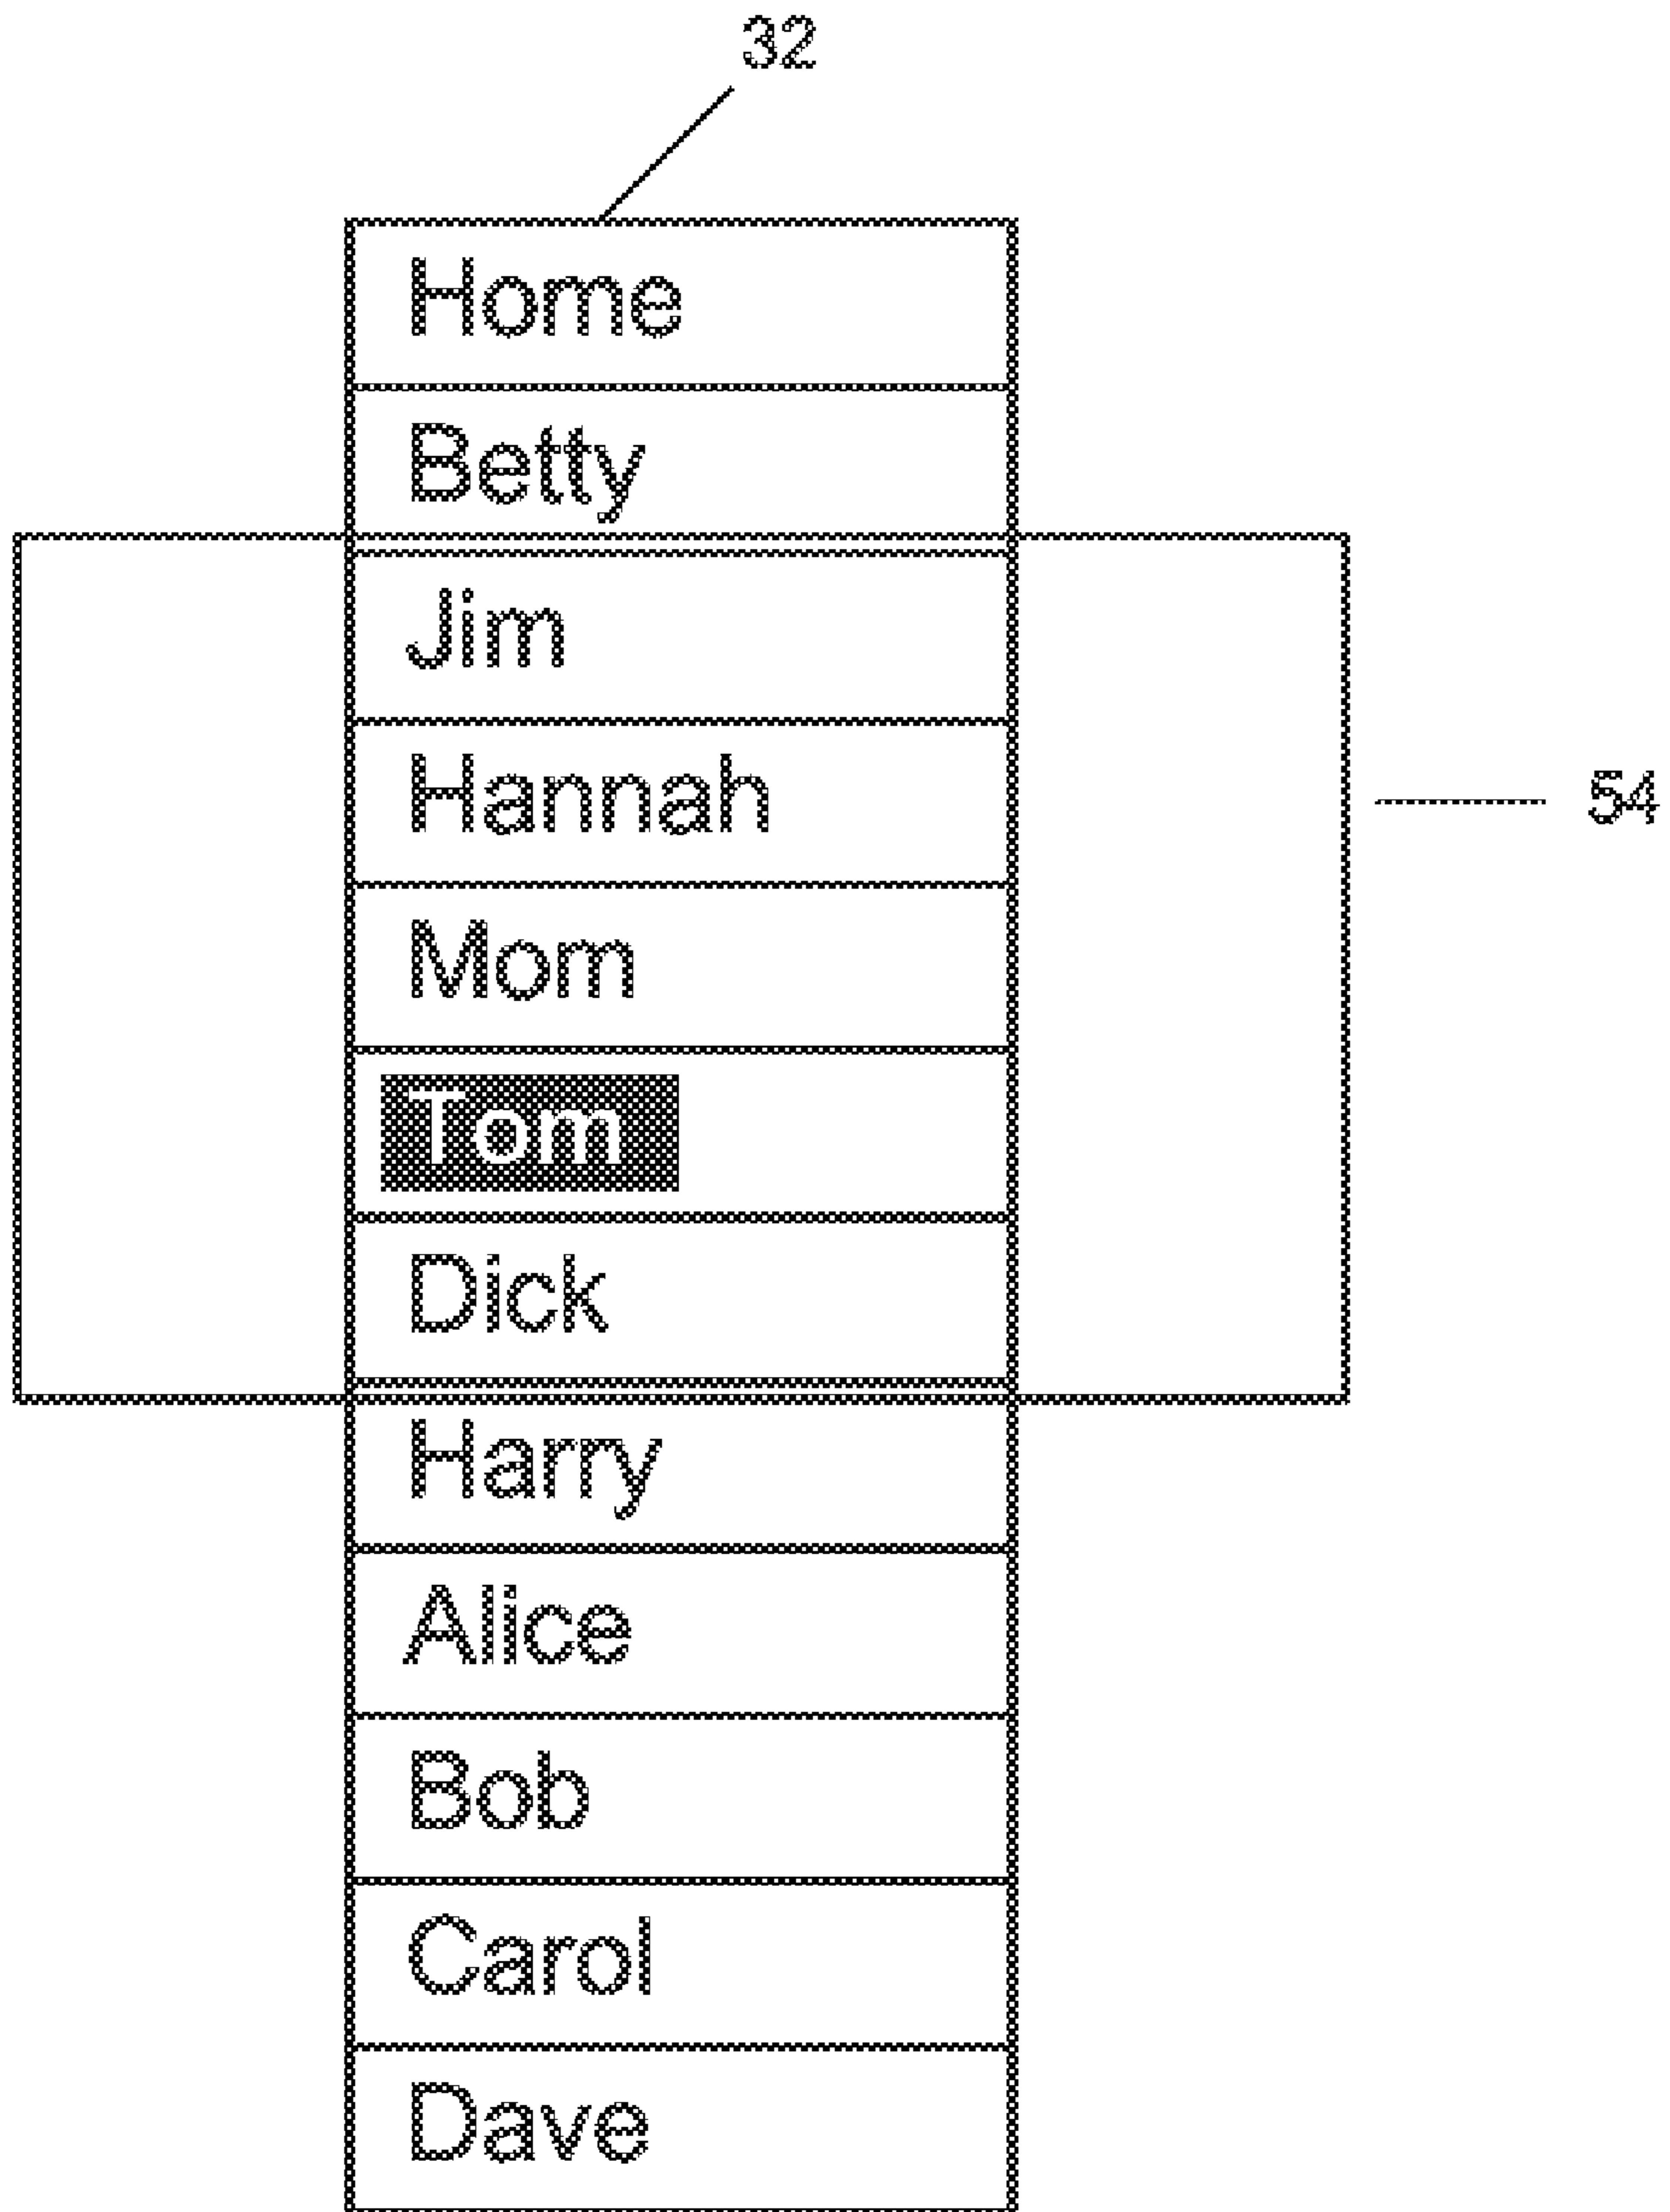 32
Home
Betty
Jim
Hannah
54
Mom
Tom
Dick
Harry
Alice
Bob
Carol
Dave